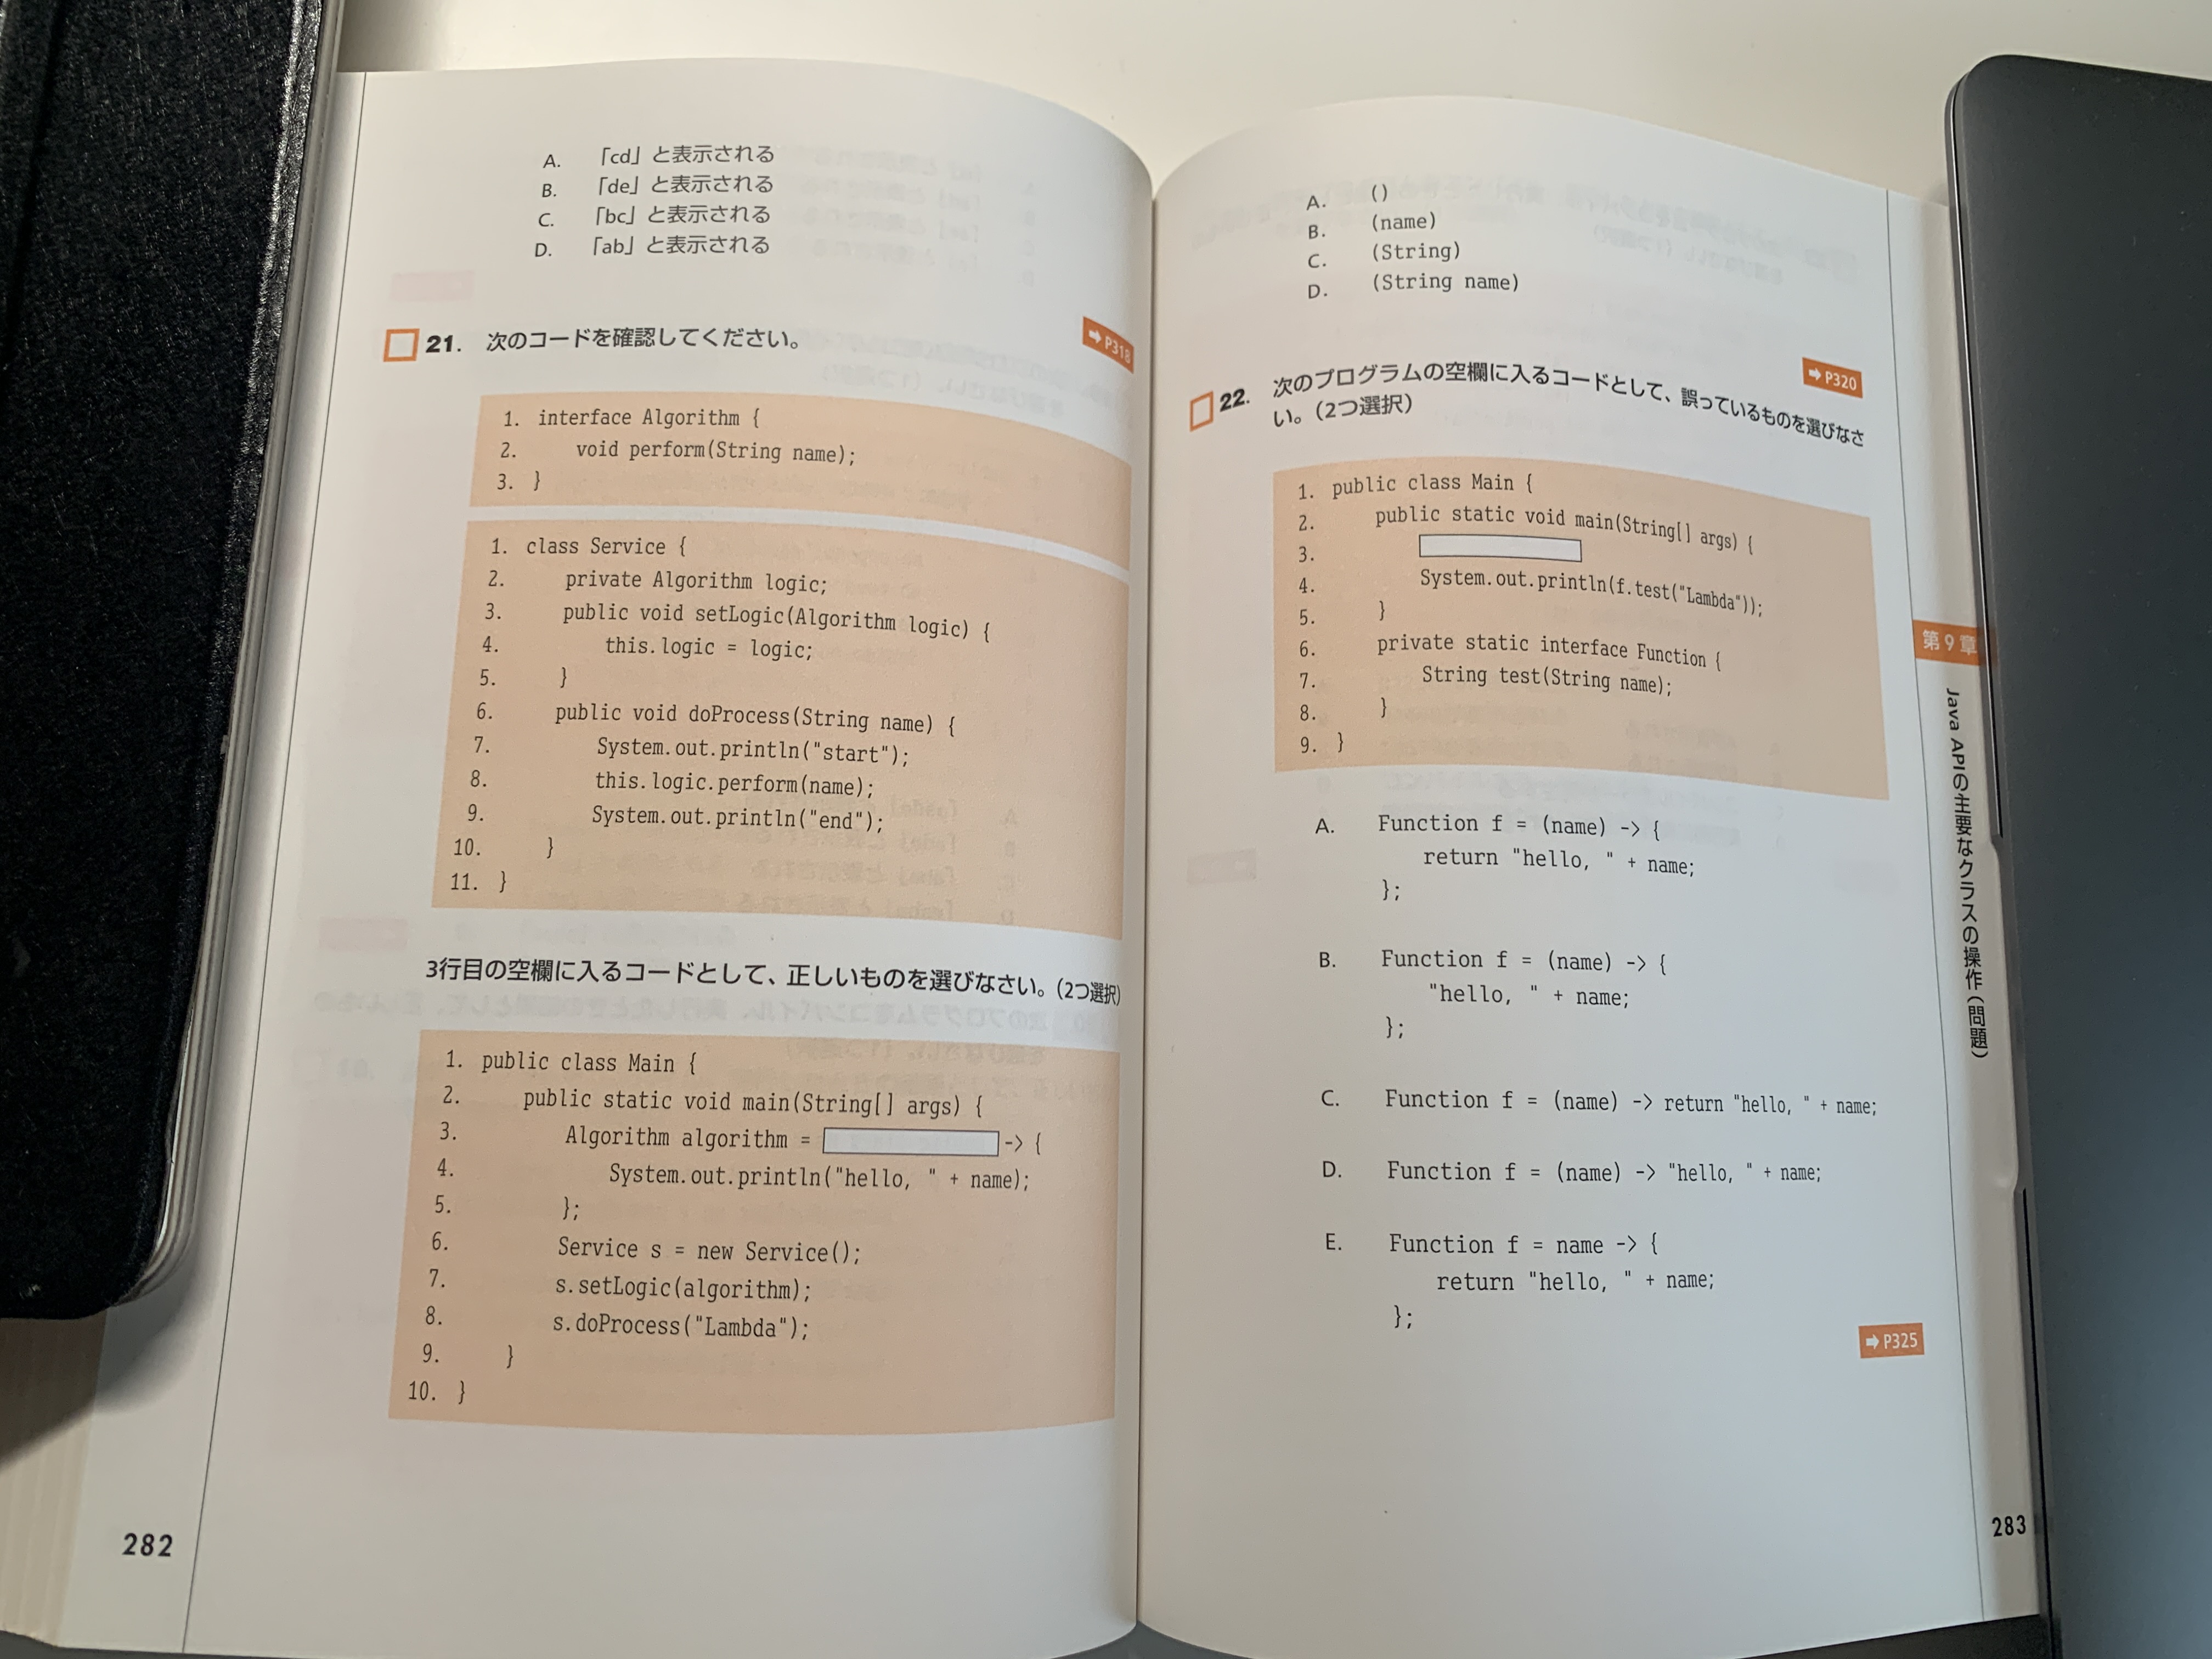 A. 「cd」と表示される
B. 「de」と表示される
C. 「bc」と表示される
D. 「ab」と表示される
➡P318
21. 次のコードを確認してください。
1. interface Algorithm {
2. void perform(String name);
3. }
1. class Service {
2. private Algorithm logic;
3. public void setLogic(Algorithm logic) {
4. this.logic = logic;
5. }
6. public void doProcess(String name) {
7. System.out.println("start");
8. this.logic.perform(name);
9. System.out.println("end");
10. }
11. }
3行目の空欄に入るコードとして、正しいものを選びなさい。(2つ選択)
1. public class Main {
2. public static void main(String[] args) {
3. Algorithm algorithm = -> {
4. System.out.println("hello, " + name);
5. };
6. Service s = new Service();
7. s.setLogic(algorithm);
8. s.doProcess("Lambda");
9. }
10. }
282
A. ()
B. (name)
C. (String)
D. (String name)
➡P320
22. 次のプログラムの空欄に入るコードとして、誤っているものを選びなさ
い。(2つ選択)
1. public class Main {
2. public static void main(String[] args) {
3.
4. System.out.println(f.test("Lambda"));
5. }
6. private static interface Function {
7. String test(String name);
8. }
9. }
A. Function f = (name) -> {
return "hello, " + name;
};
B. Function f = (name) -> {
"hello, " + name;
};
C. Function f = (name) -> return "hello, " + name;
D. Function f = (name) -> "hello, " + name;
E. Function f = name -> {
return "hello, " + name;
};
➡P325
第9章
Java APIの主要なクラスの操作(問題)
283